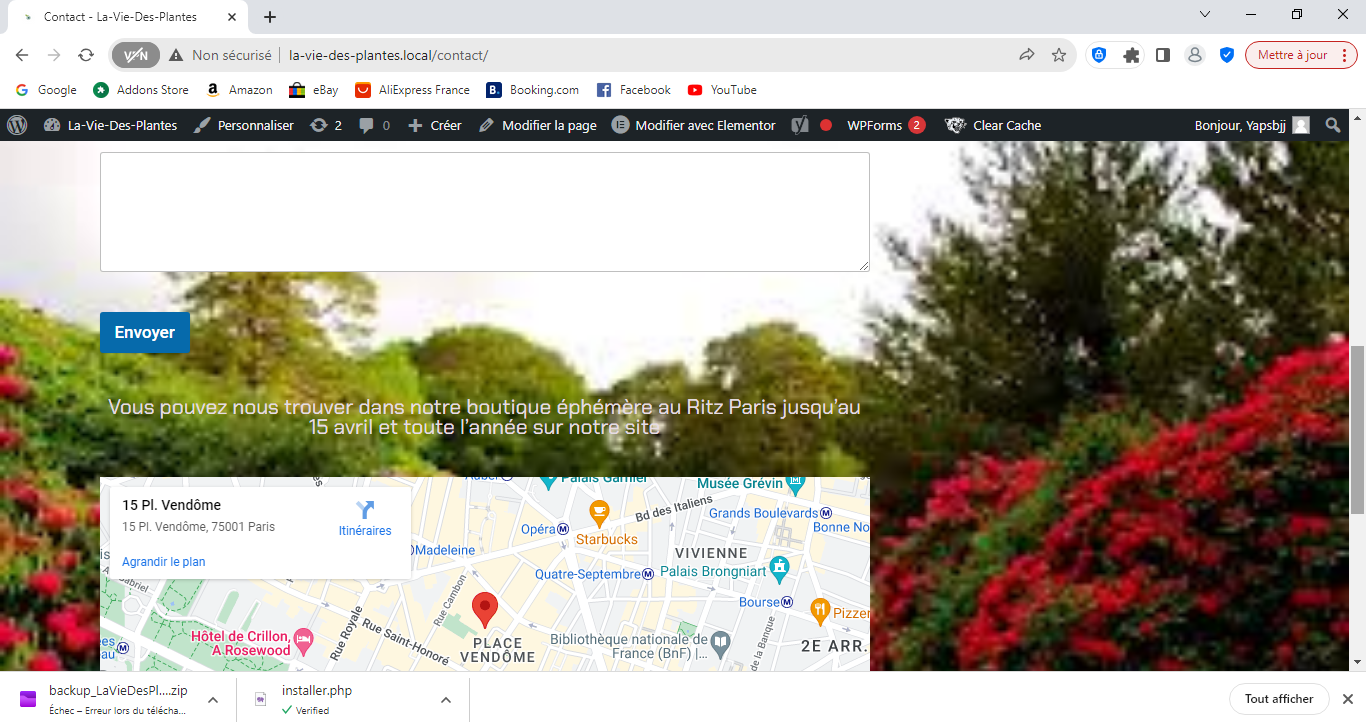 Contact - La-Vie-Des-Plantes
VPN
Non sécurisé
la-vie-des-plantes.local/contact/
Mettre à jour
Google
Addons Store
Amazon
eBay
AliExpress France
Booking.com
Facebook
YouTube
La-Vie-Des-Plantes
Personnaliser
2
0
Créer
Modifier la page
Modifier avec Elementor
WPForms 2
Clear Cache
Bonjour, Yapsbjj
Envoyer
Vous pouvez nous trouver dans notre boutique éphémère au Ritz Paris jusqu'au
15 avril et toute l'année sur notre site
15 Pl. Vendôme
15 Pl. Vendôme, 75001 Paris
Itinéraires
Agrandir le plan
Auber
Palais Garnier
Musée Grévin
Bd des Italiens
Grands Boulevards
Bonne No
Opéra
Starbucks
Madeleine
VIVIENNE
Quatre-Septembre
Palais Brongniart
Bourse
Pizzer
Gabriel
Rue Cambon
Rue Royale
Rue Saint-Honoré
Hôtel de Crillon,
A Rosewood
PLACE
VENDÔME
Bibliothèque nationale de
France (BnF) |...
de la Banque
2E ARR.
backup_LaVieDesPl....zip
Échec – Erreur lors du télécha...
installer.php
Verified
Tout afficher